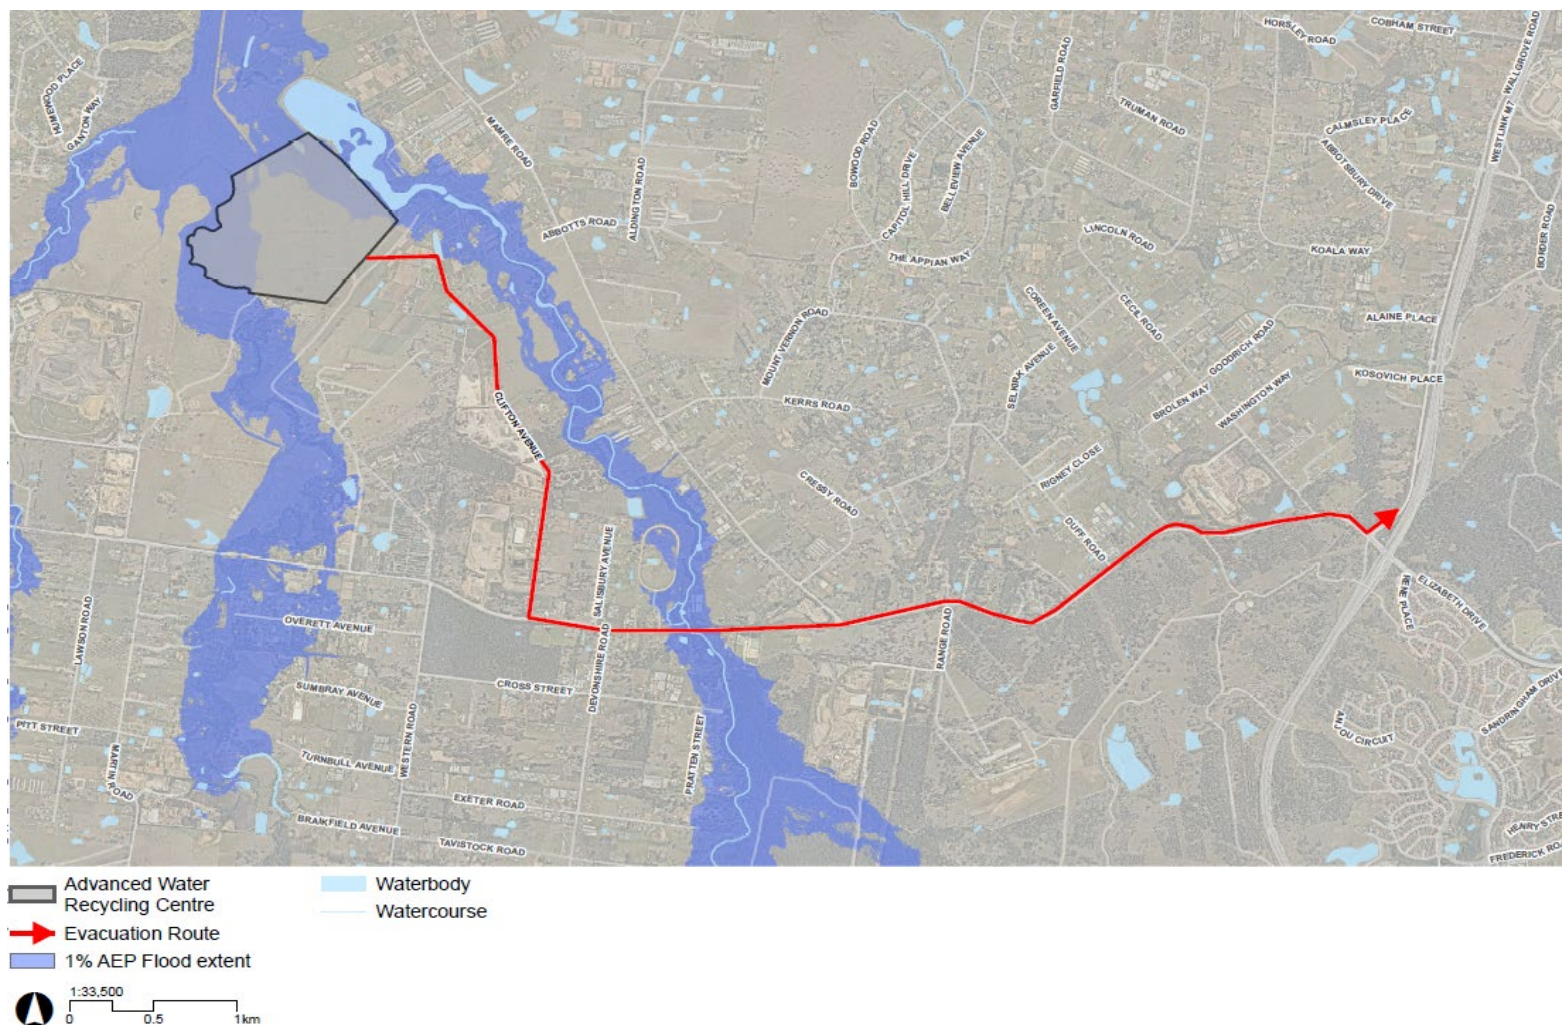 HORSLEY ROAD
COBHAM STREET
WALLGROVE ROAD
WESTLINK M7
HUMEWOOD PLACE
GANTON WAY
MAMRE ROAD
GARFIELD ROAD
TRUMAN ROAD
CALMSLEY PLACE
ABBOTSBURY DRIVE
BOWOOD ROAD
CAPITOL HILL DRIVE
BELLEVIEW AVENUE
ALDINGTON ROAD
ABBOTTS ROAD
LINCOLN ROAD
KOALA WAY
BORDER ROAD
THE APPIAN WAY
COREEN AVENUE
CECIL ROAD
ALAINE PLACE
MOUNT VERNON ROAD
GOODRICH ROAD
SELKIRK AVENUE
KOSOVICH PLACE
BROLEN WAY
WASHINGTON WAY
KERRS ROAD
CLIFTON AVENUE
RIGNEY CLOSE
CRESSY ROAD
DUFF ROAD
SALISBURY AVENUE
LAWSON ROAD
OVERETT AVENUE
RANGE ROAD
RENE PLACE
ELIZABETH DRIVE
DEVONSHIRE ROAD
CROSS STREET
SUMBRAY AVENUE
WESTERN ROAD
PITT STREET
MARTIN ROAD
TURNBULL AVENUE
PRATTEN STREET
ANJOU CIRCUIT
SANDRINGHAM DRIVE
EXETER ROAD
BRAIKFIELD AVENUE
TAVISTOCK ROAD
HENRY STRE
FREDERICK ROA
Advanced Water
Recycling Centre
Evacuation Route
1% AEP Flood extent
Waterbody
Watercourse
1:33,500
0 0.5 1km